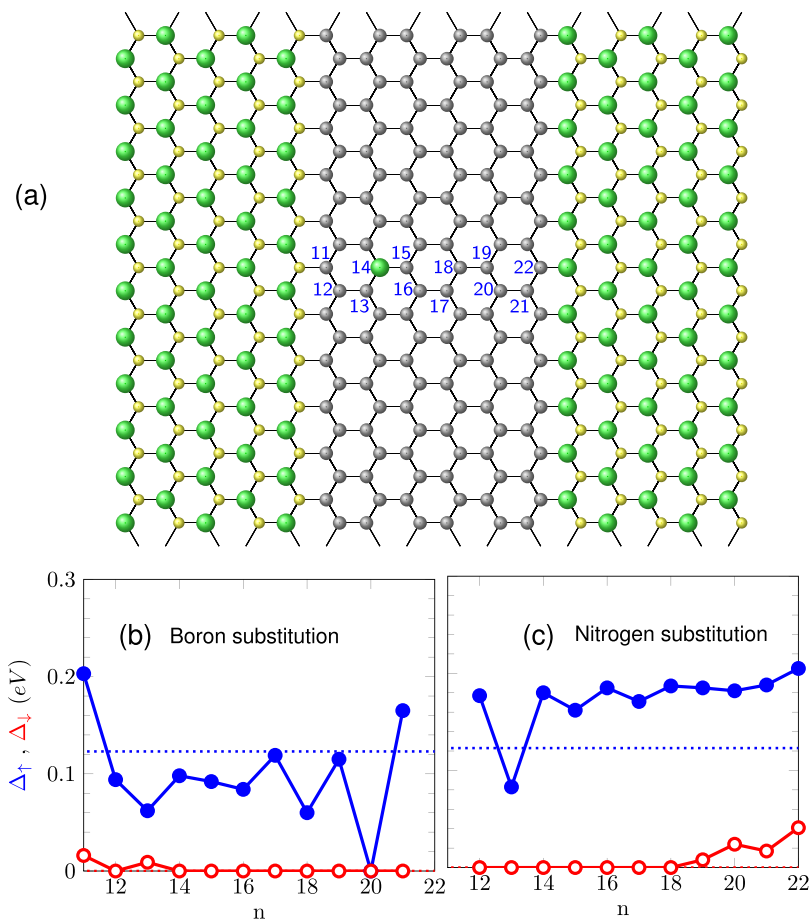 (a)
11 15 19
14 18 22
12 16 20
13 17 21
(b) Boron substitution
(c) Nitrogen substitution
Δ↑ , Δ↓ (eV)
0.3
0.2
0.1
0
12 14 16 18 20 22
n
12 14 16 18 20 22
n